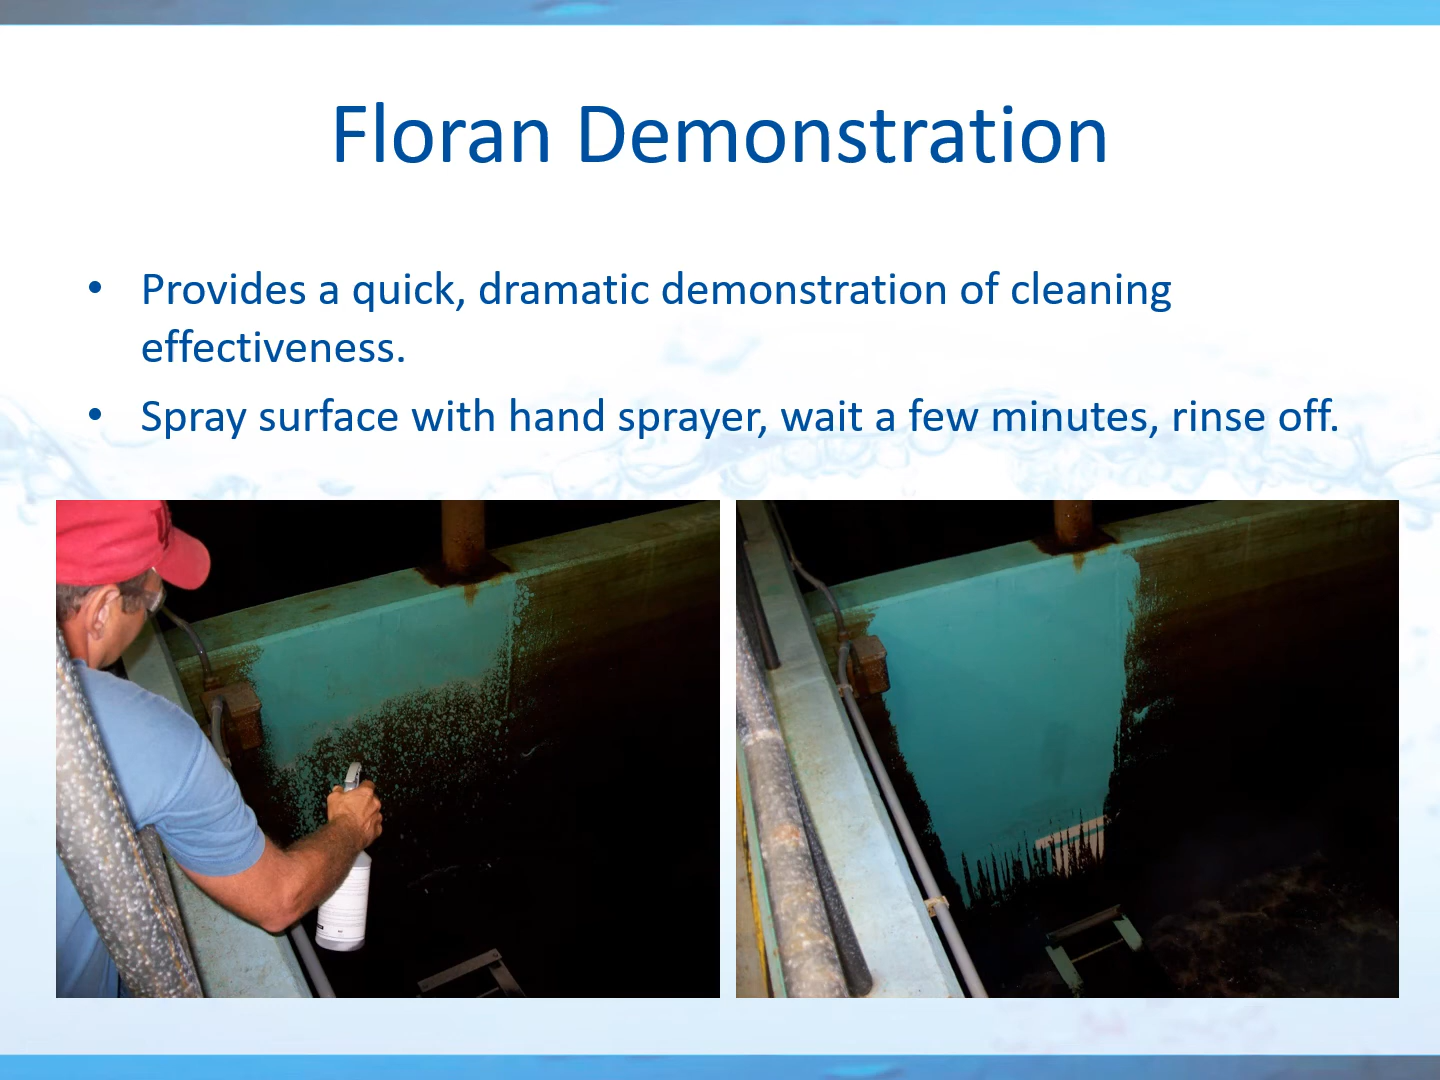 Floran Demonstration
• Provides a quick, dramatic demonstration of cleaning
effectiveness.
• Spray surface with hand sprayer, wait a few minutes, rinse off.